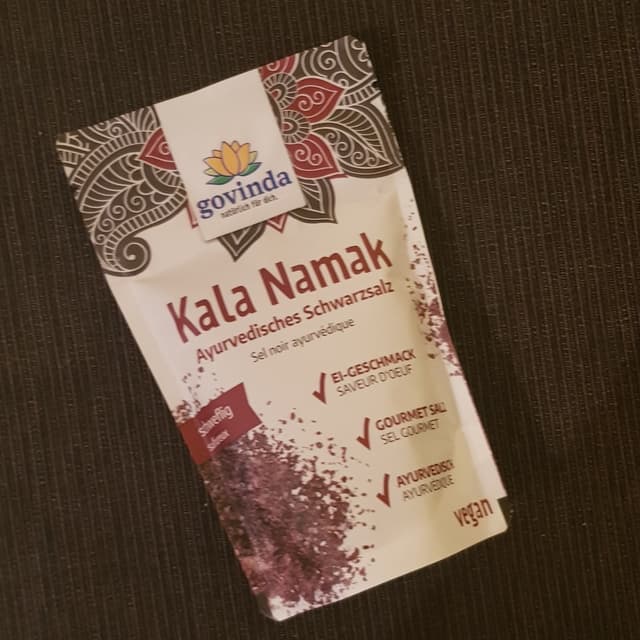 govinda
natürlich für dich.
Kala Namak
Ayurvedisches Schwarzsalz
Sel noir ayurvédique
EI-GESCHMACK
SAVEUR D'OEUF
GOURMET SALZ
SEL GOURMET
AYURVEDISCH
AYURVÉDIQUE
schweflig
vegan